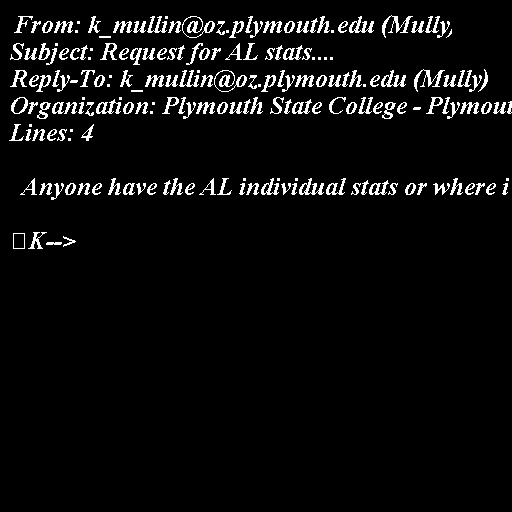 From: k_mullin@oz.plymouth.edu (Mully,
Subject: Request for AL stats....
Reply-To: k_mullin@oz.plymouth.edu (Mully)
Organization: Plymouth State College - Plymout
Lines: 4
Anyone have the AL individual stats or where i
K-->